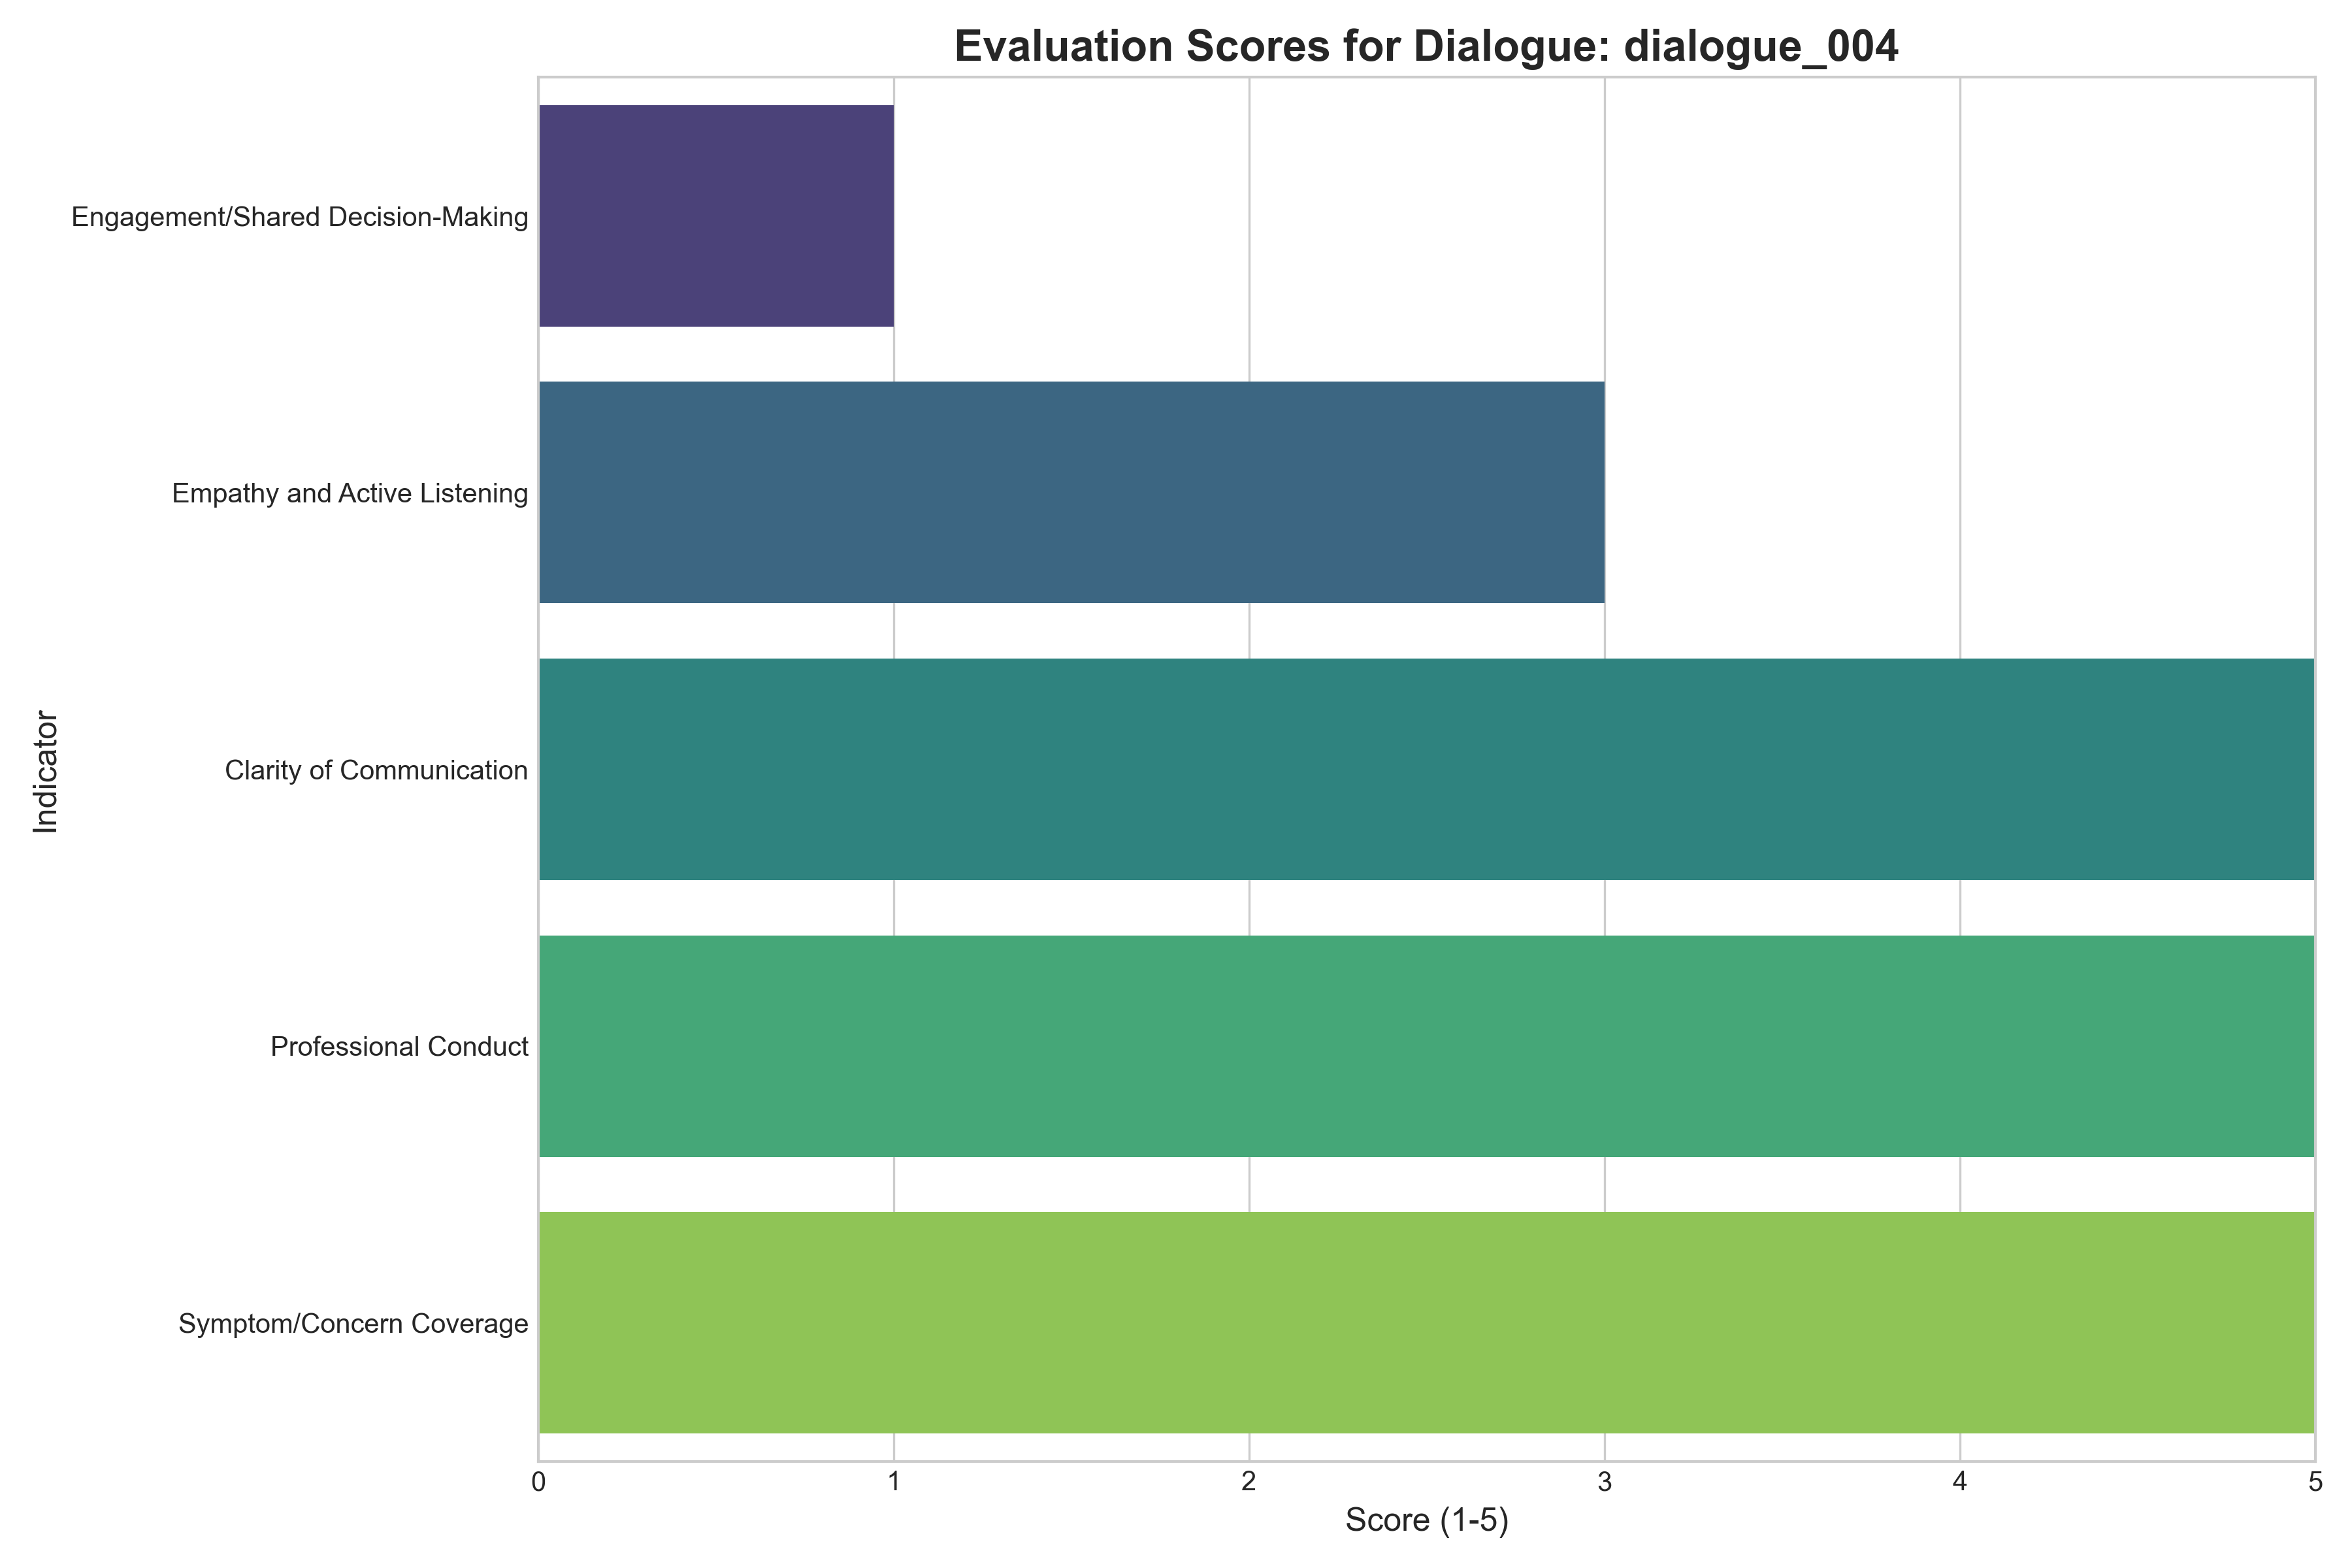 Evaluation Scores for Dialogue: dialogue_004
Engagement/Shared Decision-Making
Empathy and Active Listening
Clarity of Communication
Professional Conduct
Symptom/Concern Coverage
Indicator
0 1 2 3 4 5
Score (1-5)